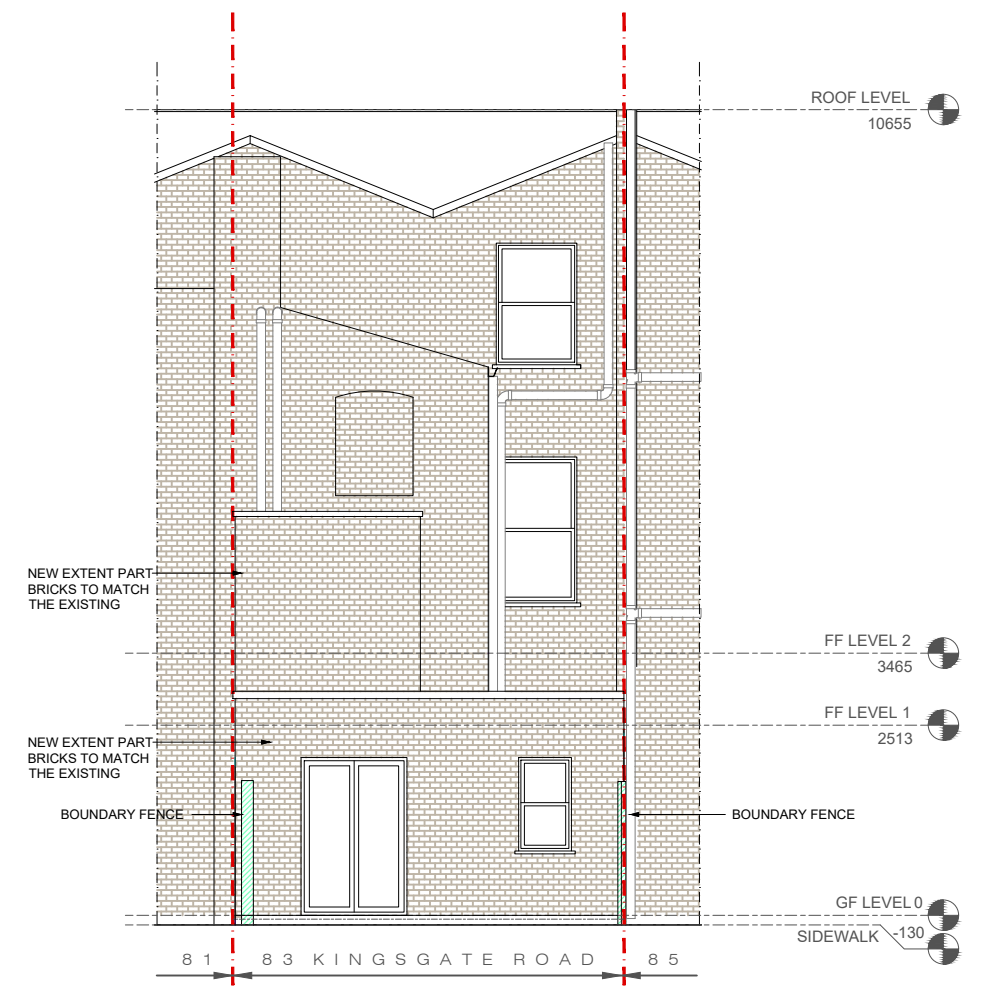 ROOF LEVEL
10655
NEW EXTENT PART
BRICKS TO MATCH
THE EXISTING
FF LEVEL 2
3465
FF LEVEL 1
2513
NEW EXTENT PART
BRICKS TO MATCH
THE EXISTING
BOUNDARY FENCE
BOUNDARY FENCE
GF LEVEL 0
SIDEWALK -130
81 83 KINGSGATE ROAD 85